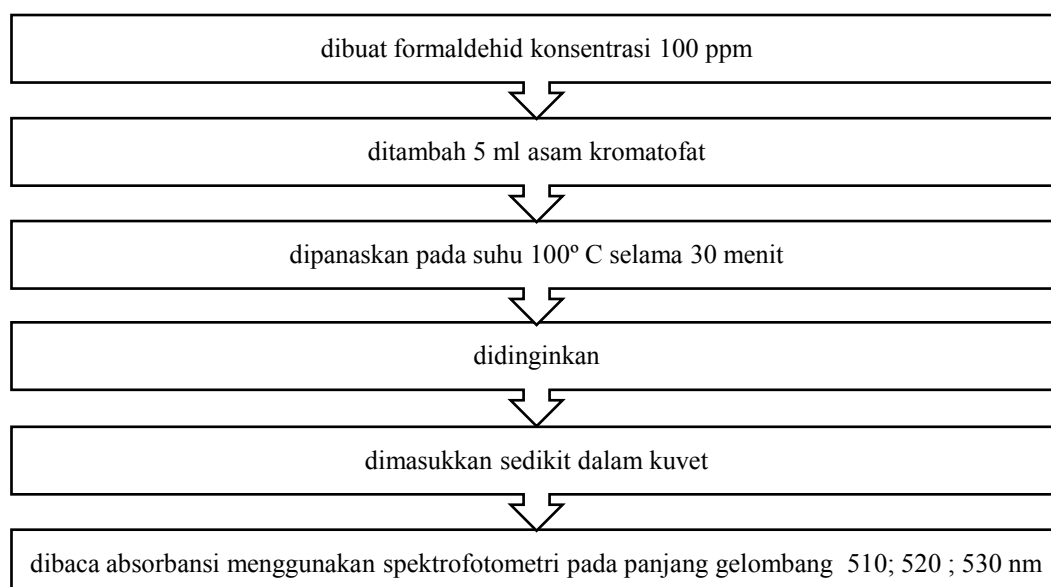 dibuat formaldehid konsentrasi 100 ppm
ditambah 5 ml asam kromatofat
dipanaskan pada suhu 100º C selama 30 menit
didinginkan
dimasukkan sedikit dalam kuvet
dibaca absorbansi menggunakan spektrofotometri pada panjang gelombang 510; 520 ; 530 nm